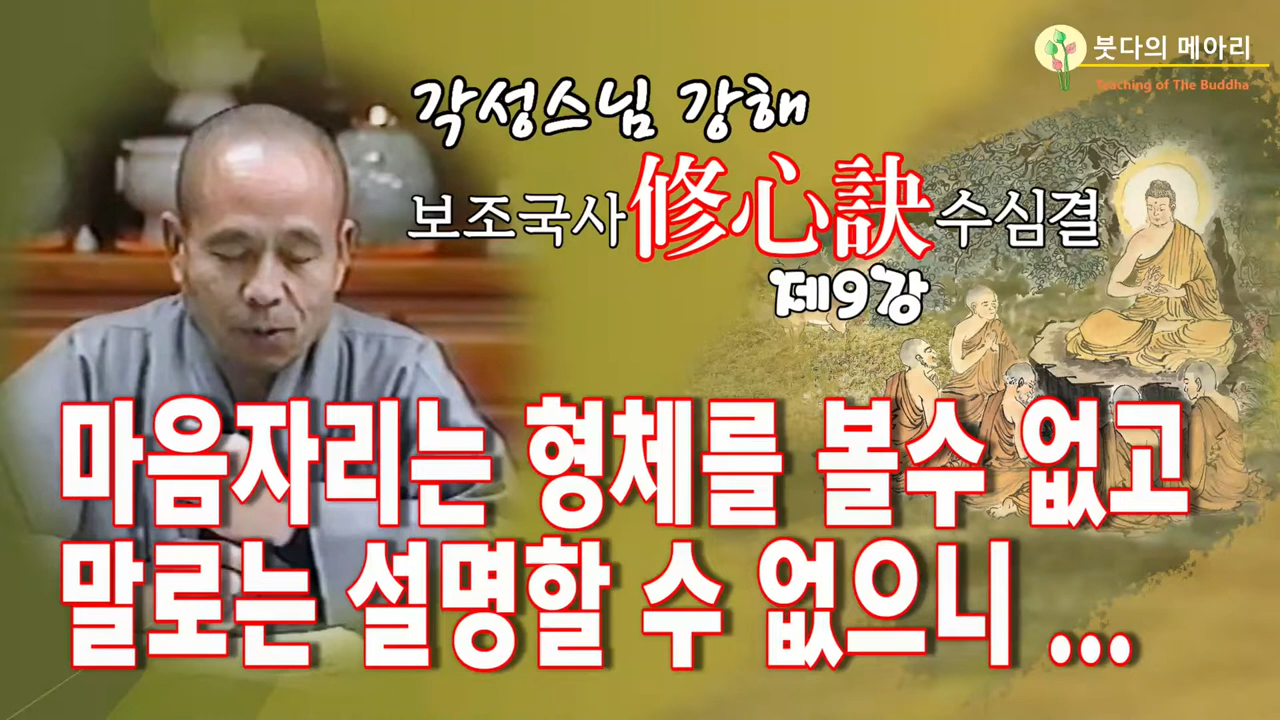 붓다의 메아리
Teaching of The Buddha
각성스님 강해
보조국사 修心訣 수심결
제9강
마음자리는 형체를 볼수 없고
말로는 설명할 수 없으니 ...